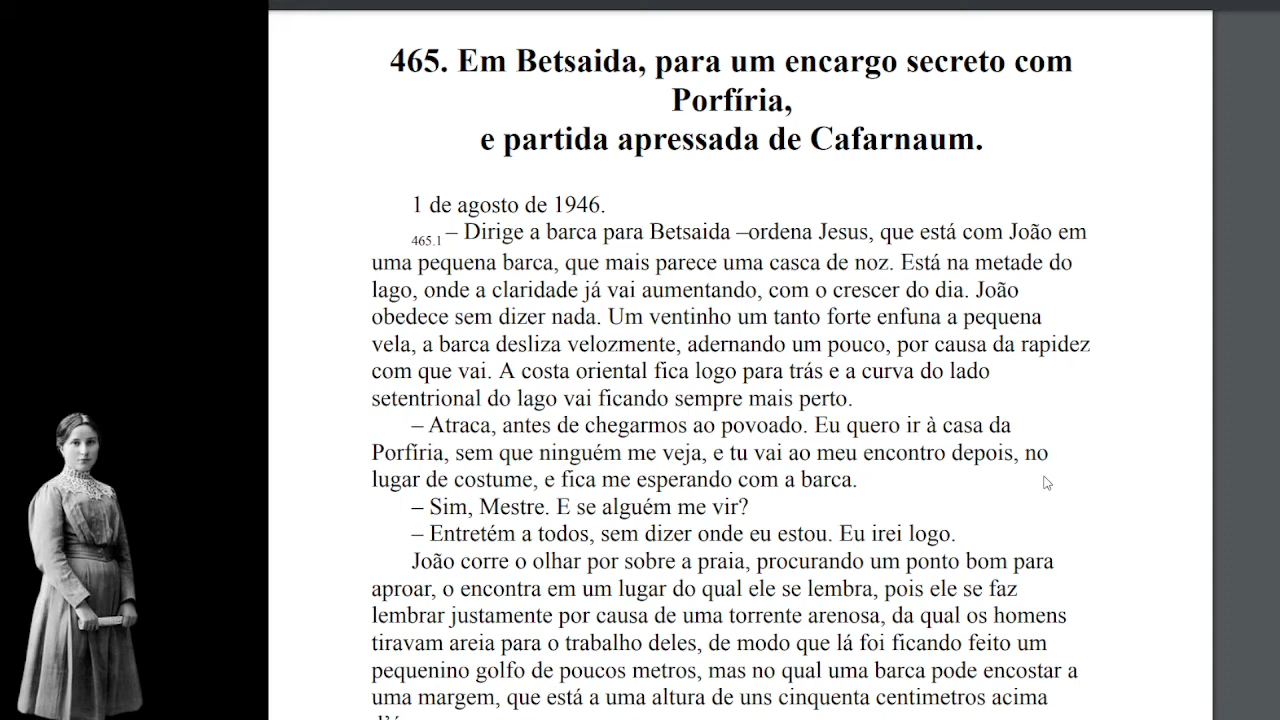 465. Em Betsaida, para um encargo secreto com
Porfíria,
e partida apressada de Cafarnaum.
1 de agosto de 1946.
465.1 – Dirige a barca para Betsaida –ordena Jesus, que está com João em
uma pequena barca, que mais parece uma casca de noz. Está na metade do
lago, onde a claridade já vai aumentando, com o crescer do dia. João
obedece sem dizer nada. Um ventinho um tanto forte enfuna a pequena
vela, a barca desliza velozmente, adernando um pouco, por causa da rapidez
com que vai. A costa oriental fica logo para trás e a curva do lado
setentrional do lago vai ficando sempre mais perto.
– Atraca, antes de chegarmos ao povoado. Eu quero ir à casa da
Porfíria, sem que ninguém me veja, e tu vai ao meu encontro depois, no
lugar de costume, e fica me esperando com a barca.
– Sim, Mestre. E se alguém me vir?
– Entretém a todos, sem dizer onde eu estou. Eu irei logo.
João corre o olhar por sobre a praia, procurando um ponto bom para
aproar, o encontra em um lugar do qual ele se lembra, pois ele se faz
lembrar justamente por causa de uma torrente arenosa, da qual os homens
tiravam areia para o trabalho deles, de modo que lá foi ficando feito um
pequenino golfo de poucos metros, mas no qual uma barca pode encostar a
uma margem, que está a uma altura de uns cinquenta centimetros acima